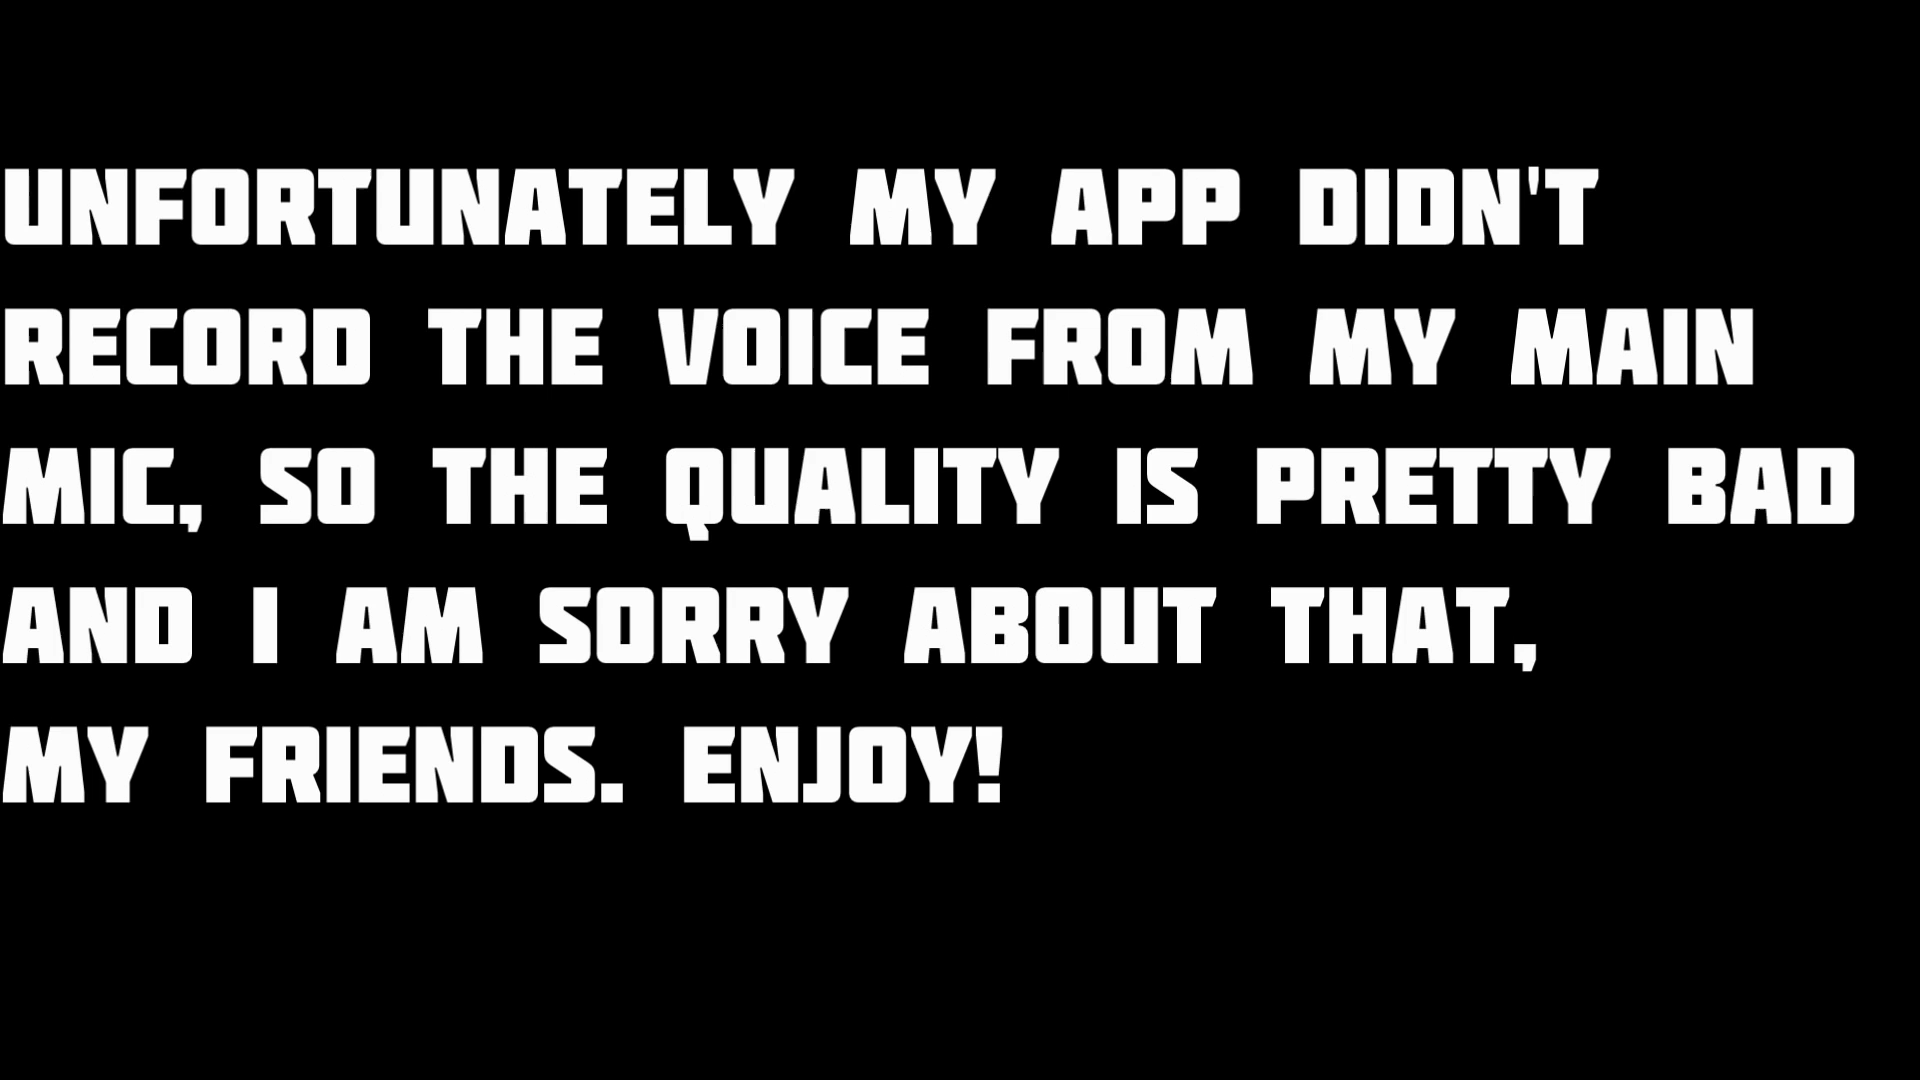 UNFORTUNATELY MY APP DIDN'T
RECORD THE VOICE FROM MY MAIN
MIC, SO THE QUALITY IS PRETTY BAD
AND I AM SORRY ABOUT THAT,
MY FRIENDS. ENJOY!